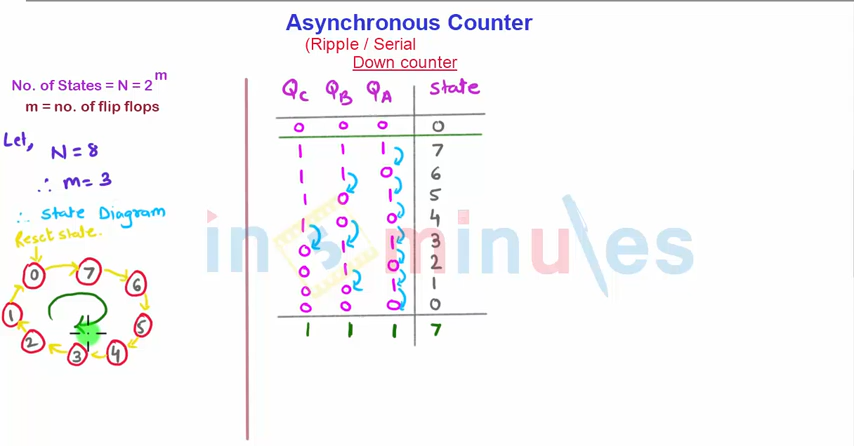 Asynchronous Counter
(Ripple / Serial
Down counter
No. of States = N = 2^m
m = no. of flip flops
Let,
N = 8
∴ m = 3
∴ State Diagram
Reset state.
0 7 6 5 4 3 2 1
QC QB QA State
0 0 0 0
1 1 1 7
1 1 0 6
1 0 1 5
1 0 0 4
0 1 1 3
0 1 0 2
0 0 1 1
0 0 0 0
1 1 1 7
in 5 minutes